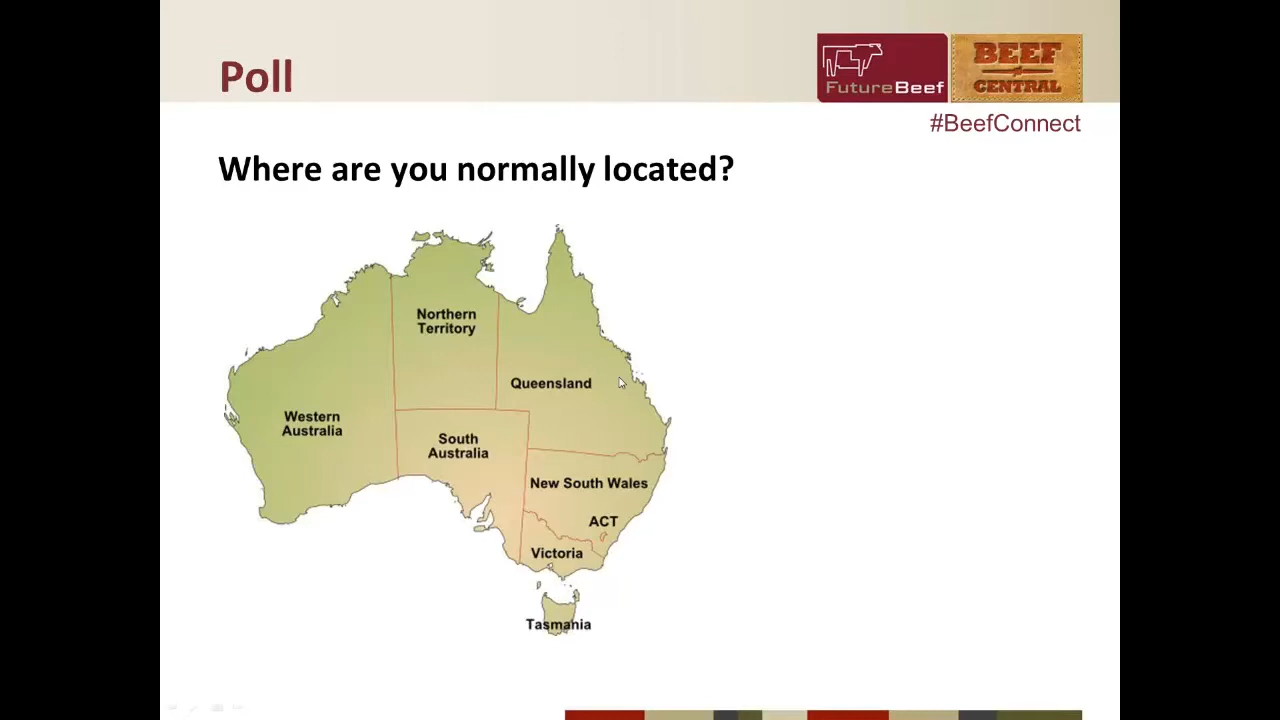 Poll
FutureBeef
BEEF
CENTRAL
#BeefConnect
Where are you normally located?
Northern
Territory
Queensland
Western
Australia
South
Australia
New South Wales
ACT
Victoria
Tasmania